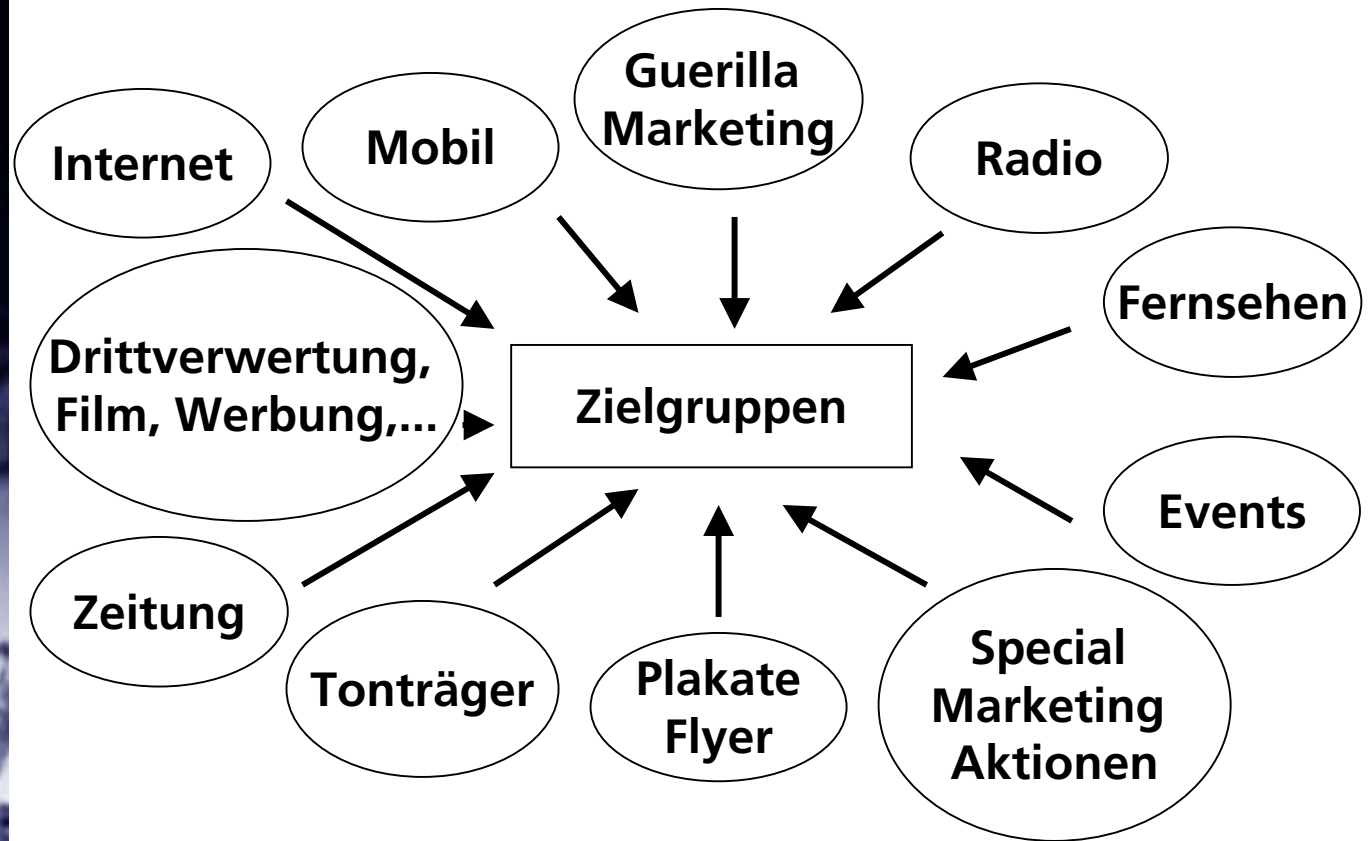 Guerilla
Marketing
Mobil
Internet
Radio
Fernsehen
Drittverwertung,
Film, Werbung,...
Zielgruppen
Events
Zeitung
Tonträger
Plakate
Flyer
Special
Marketing
Aktionen